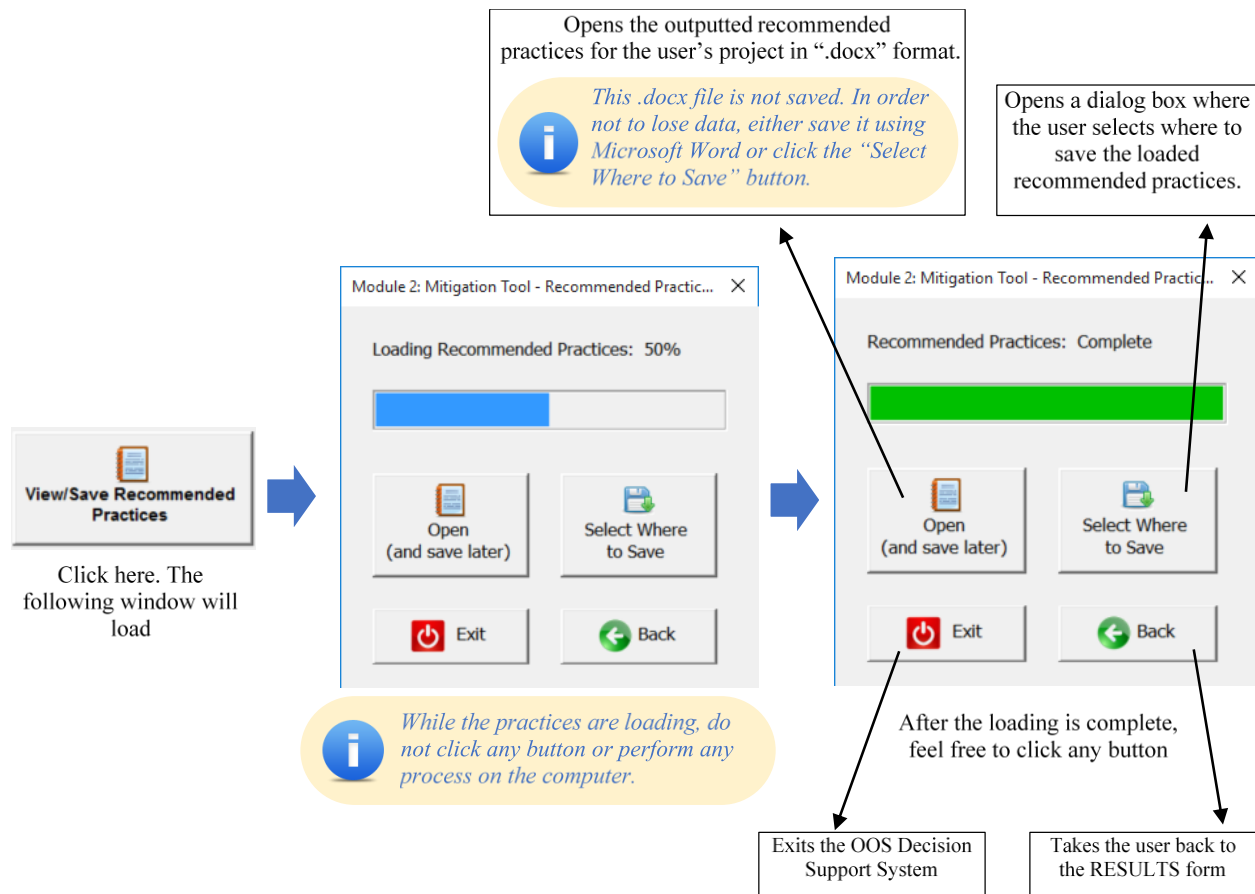 Opens the outputted recommended
practices for the user’s project in “.docx” format.
This .docx file is not saved. In order
not to lose data, either save it using
Microsoft Word or click the “Select
Where to Save” button.
Opens a dialog box where
the user selects where to
save the loaded
recommended practices.
View/Save Recommended
Practices
Click here. The
following window will
load
Module 2: Mitigation Tool - Recommended Practic...
Loading Recommended Practices: 50%
Open
(and save later)
Select Where
to Save
Exit
Back
While the practices are loading, do
not click any button or perform any
process on the computer.
Module 2: Mitigation Tool - Recommended Practic...
Recommended Practices: Complete
Open
(and save later)
Select Where
to Save
Exit
Back
After the loading is complete,
feel free to click any button
Exits the OOS Decision
Support System
Takes the user back to
the RESULTS form